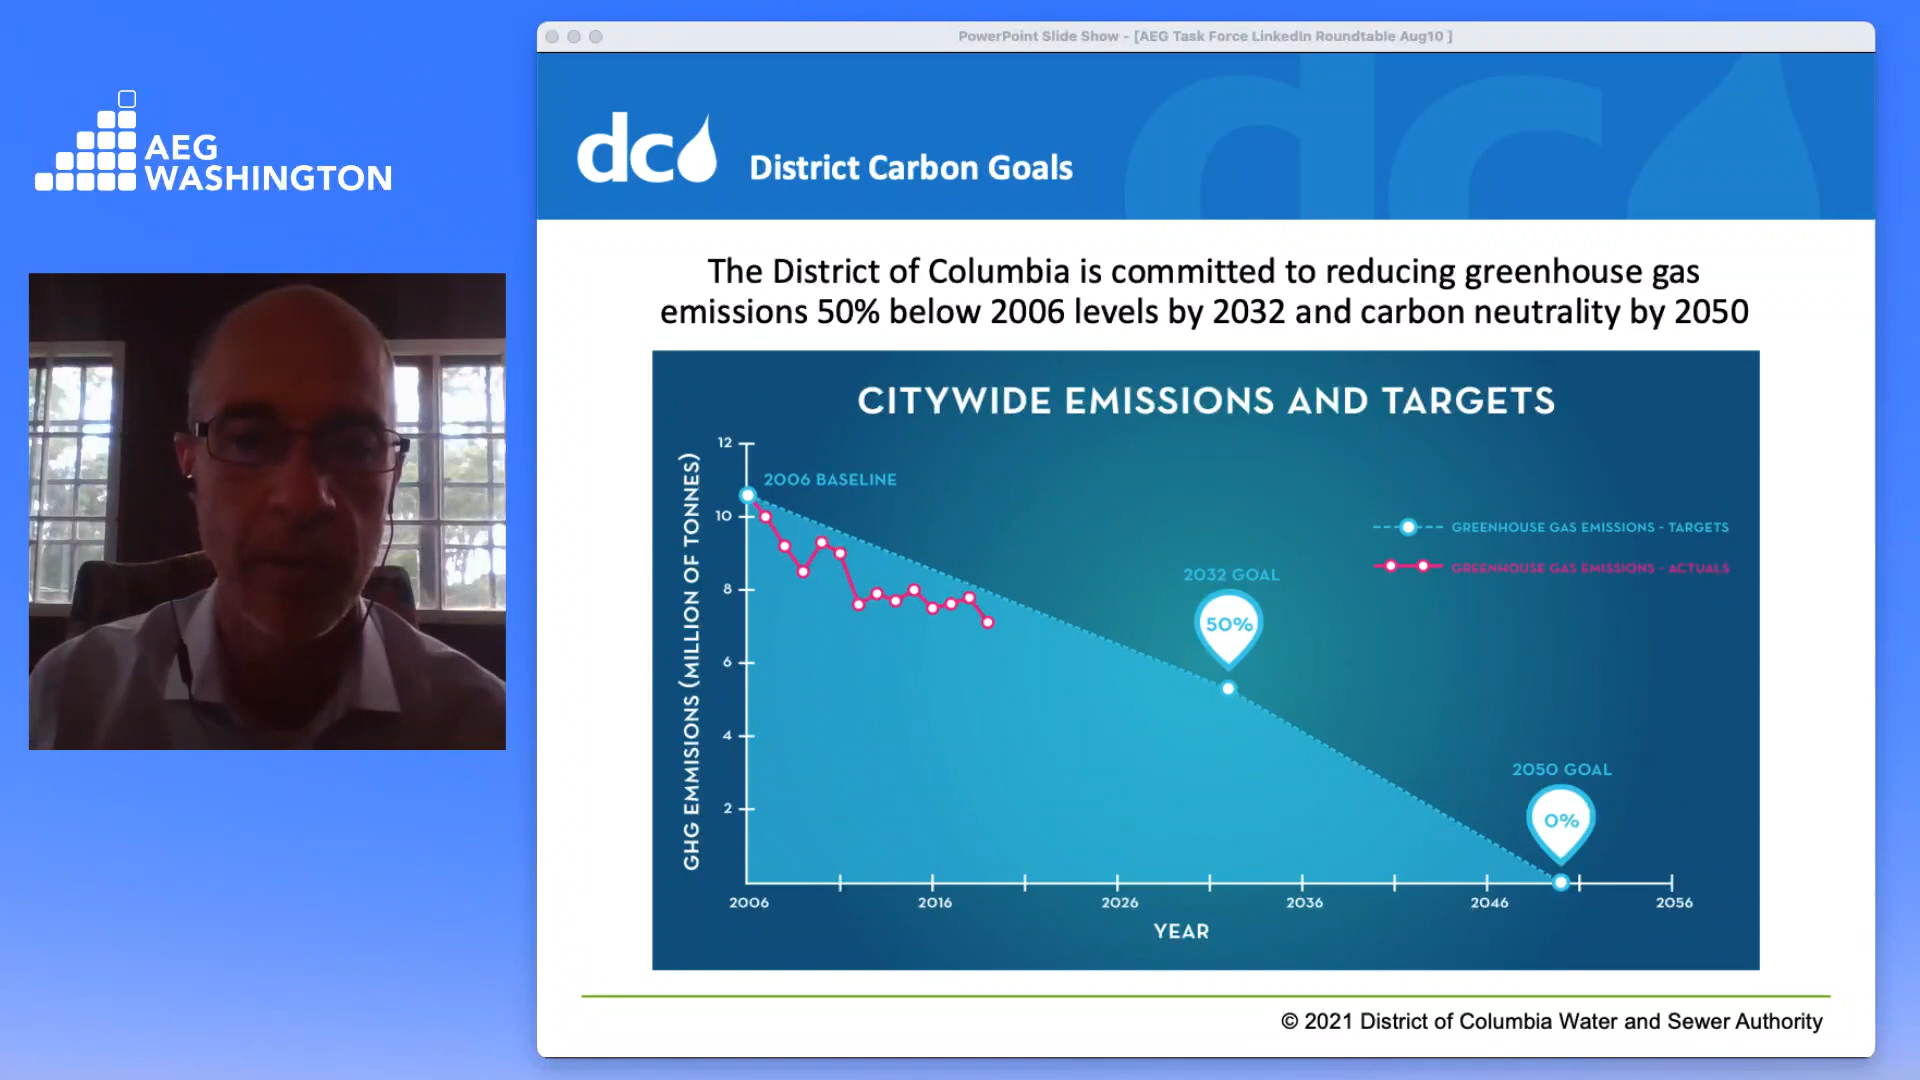 AEG
WASHINGTON
PowerPoint Slide Show - [AEG Task Force LinkedIn Roundtable Aug10 ]
dc
District Carbon Goals
The District of Columbia is committed to reducing greenhouse gas
emissions 50% below 2006 levels by 2032 and carbon neutrality by 2050
CITYWIDE EMISSIONS AND TARGETS
GHG EMMISIONS (MILLION OF TONNES)
12
10
8
6
4
2
2006 BASELINE
GREENHOUSE GAS EMISSIONS - TARGETS
GREENHOUSE GAS EMISSIONS - ACTUALS
2032 GOAL
50%
2050 GOAL
0%
2006
2016
2026
2036
2046
2056
YEAR
© 2021 District of Columbia Water and Sewer Authority